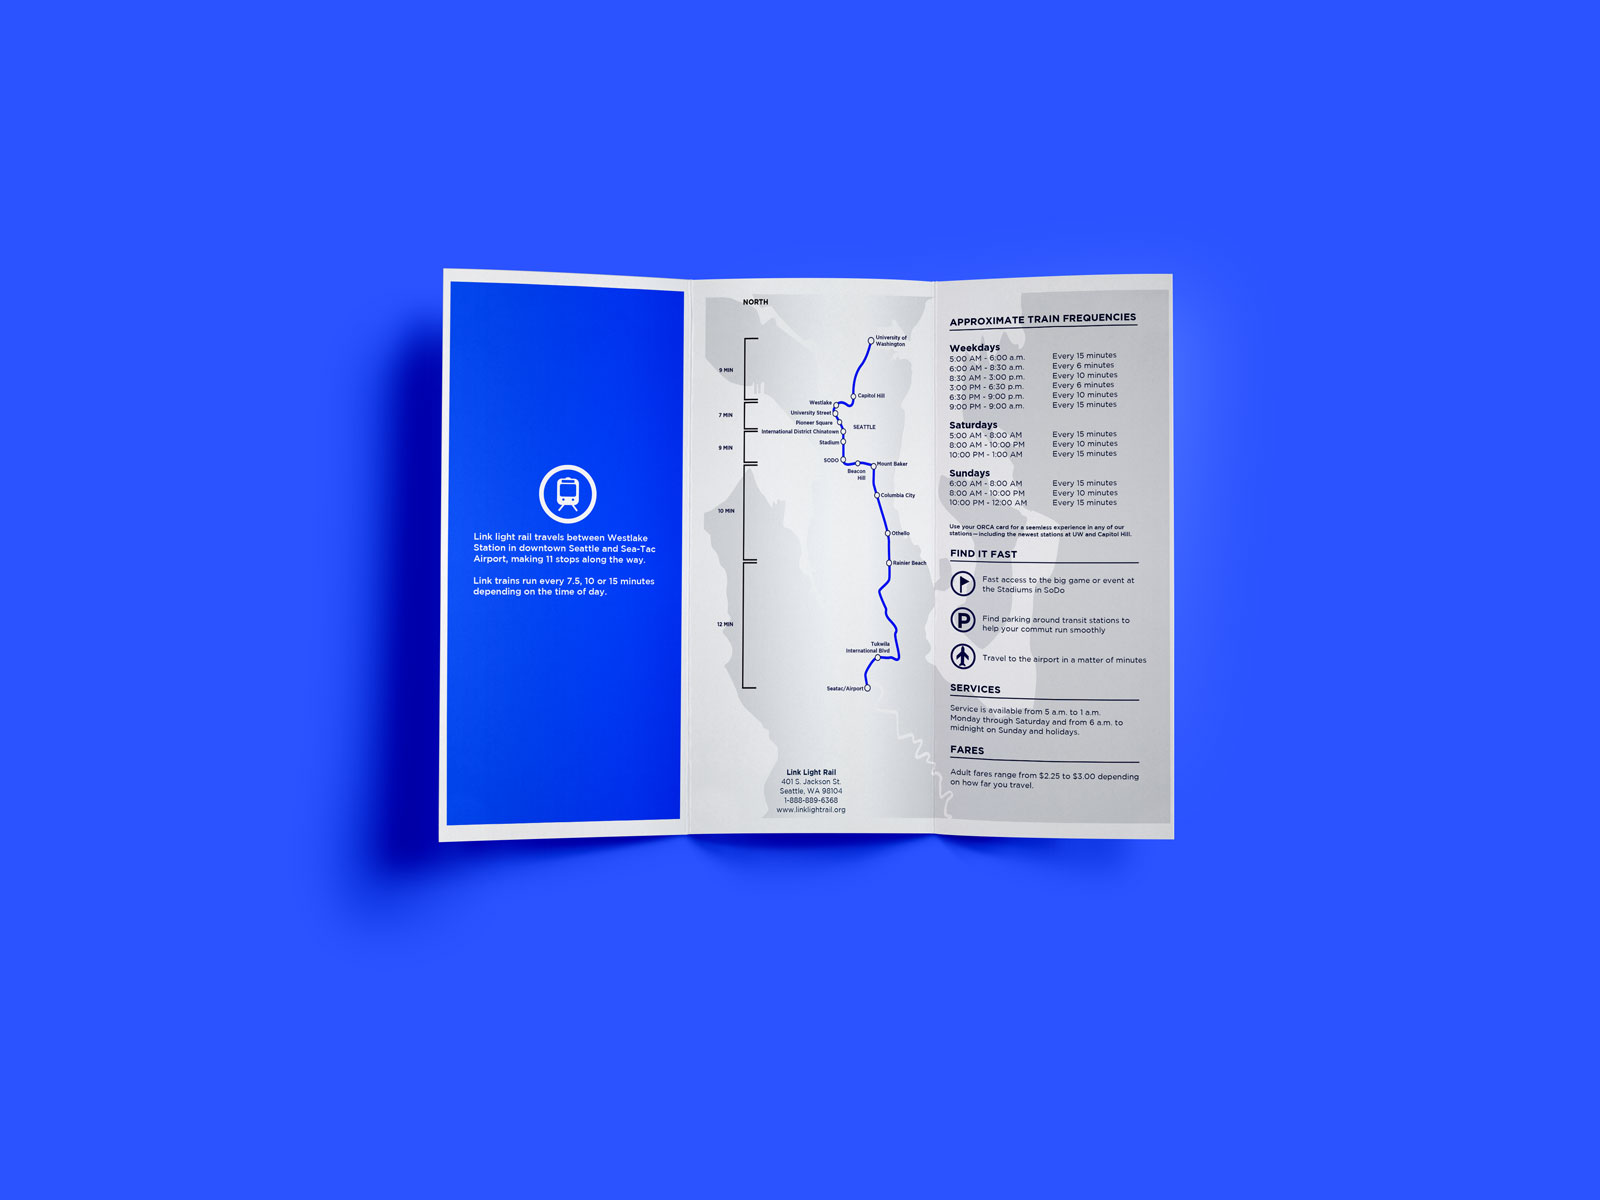 Link light rail travels between Westlake
Station in downtown Seattle and Sea-Tac
Airport, making 11 stops along the way.
Link trains run every 7.5, 10 or 15 minutes
depending on the time of day.
NORTH
9 MIN
7 MIN
9 MIN
10 MIN
12 MIN
University of
Washington
Capitol Hill
Westlake
University Street
Pioneer Square
SEATTLE
International District Chinatown
Stadium
SODO
Beacon
Hill
Mount Baker
Columbia City
Othello
Rainier Beach
Tukwila
International Blvd
Seatac/Airport
Link Light Rail
401 S. Jackson St.
Seattle, WA 98104
1-888-889-6368
www.linklightrail.org
APPROXIMATE TRAIN FREQUENCIES
Weekdays
5:00 AM - 6:00 a.m. Every 15 minutes
6:00 AM - 8:30 a.m. Every 6 minutes
8:30 AM - 3:00 p.m. Every 10 minutes
3:00 PM - 6:30 p.m. Every 6 minutes
6:30 PM - 9:00 p.m. Every 10 minutes
9:00 PM - 9:00 a.m. Every 15 minutes
Saturdays
5:00 AM - 8:00 AM Every 15 minutes
8:00 AM - 10:00 PM Every 10 minutes
10:00 PM - 1:00 AM Every 15 minutes
Sundays
6:00 AM - 8:00 AM Every 15 minutes
8:00 AM - 10:00 PM Every 10 minutes
10:00 PM - 12:00 AM Every 15 minutes
Use your ORCA card for a seemless experience in any of our
stations—including the newest stations at UW and Capitol Hill.
FIND IT FAST
Fast access to the big game or event at
the Stadiums in SoDo
P
Find parking around transit stations to
help your commut run smoothly
Travel to the airport in a matter of minutes
SERVICES
Service is available from 5 a.m. to 1 a.m.
Monday through Saturday and from 6 a.m. to
midnight on Sunday and holidays.
FARES
Adult fares range from $2.25 to $3.00 depending
on how far you travel.